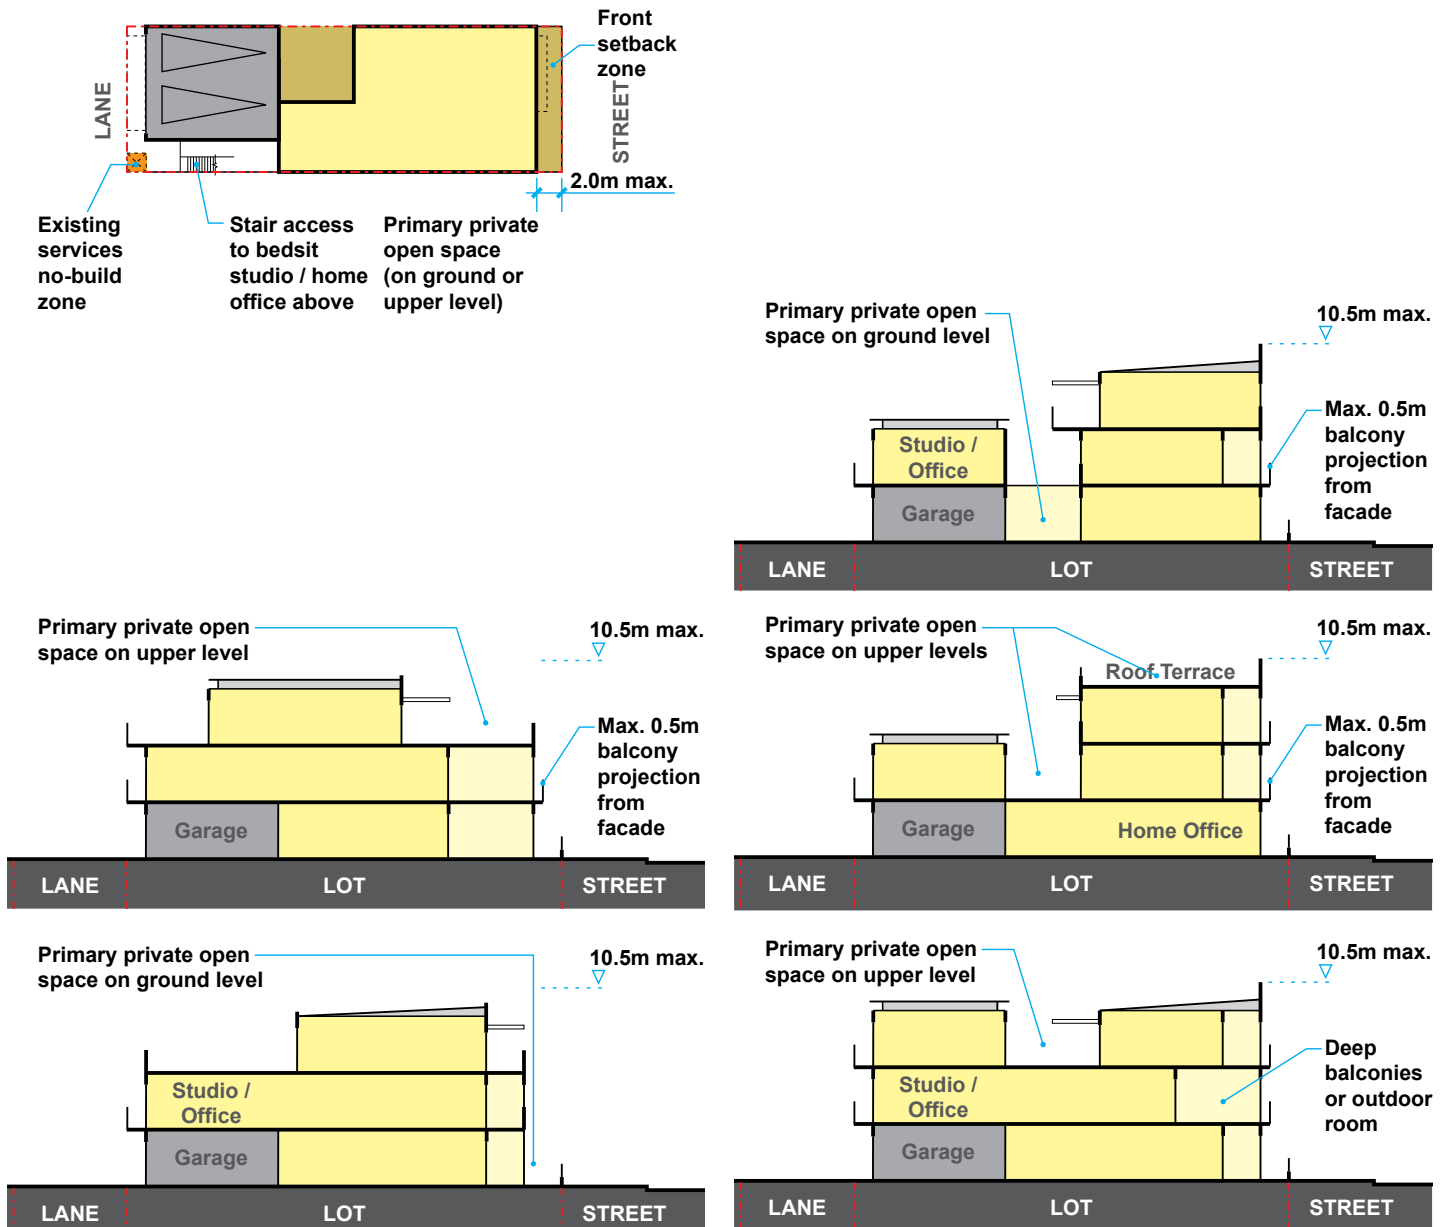 Front
setback
zone
LANE
STREET
2.0m max.
Existing
services
no-build
zone
Stair access
to bedsit
studio / home
office above
Primary private
open space
(on ground or
upper level)
Primary private open
space on ground level
10.5m max.
Studio /
Office
Garage
Max. 0.5m
balcony
projection
from
facade
LANE
LOT
STREET
Primary private open
space on upper level
10.5m max.
Max. 0.5m
balcony
projection
from
facade
Garage
LANE
LOT
STREET
Primary private open
space on upper levels
10.5m max.
Roof Terrace
Max. 0.5m
balcony
projection
from
facade
Garage
Home Office
LANE
LOT
STREET
Primary private open
space on ground level
10.5m max.
Studio /
Office
Garage
LANE
LOT
STREET
Primary private open
space on upper level
10.5m max.
Studio /
Office
Deep
balconies
or outdoor
room
Garage
LANE
LOT
STREET